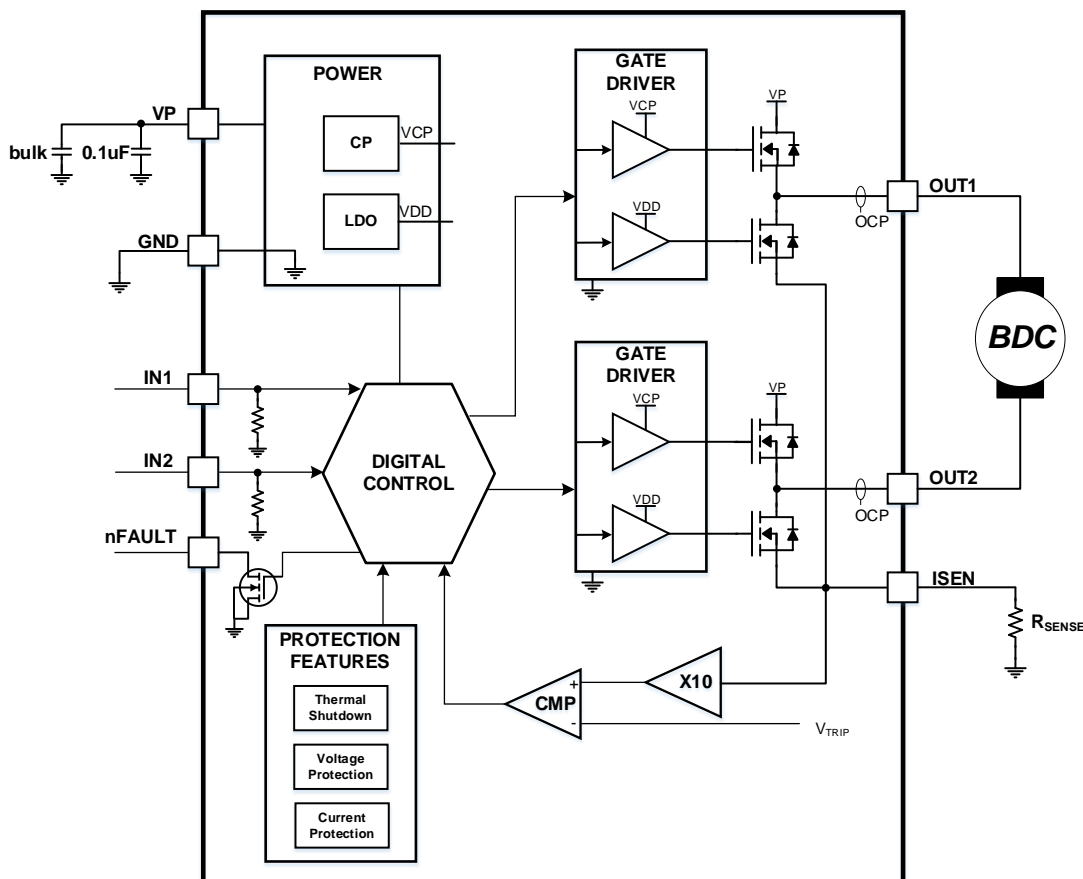 POWER
CP
VCP
LDO
VDD
VP
bulk
0.1uF
GND
IN1
IN2
nFAULT
DIGITAL
CONTROL
PROTECTION
FEATURES
Thermal
Shutdown
Voltage
Protection
Current
Protection
GATE
DRIVER
VCP
VDD
VP
OCP
OUT1
GATE
DRIVER
VCP
VDD
VP
OCP
OUT2
BDC
ISEN
RSENSE
X10
CMP
+
-
VTRIP